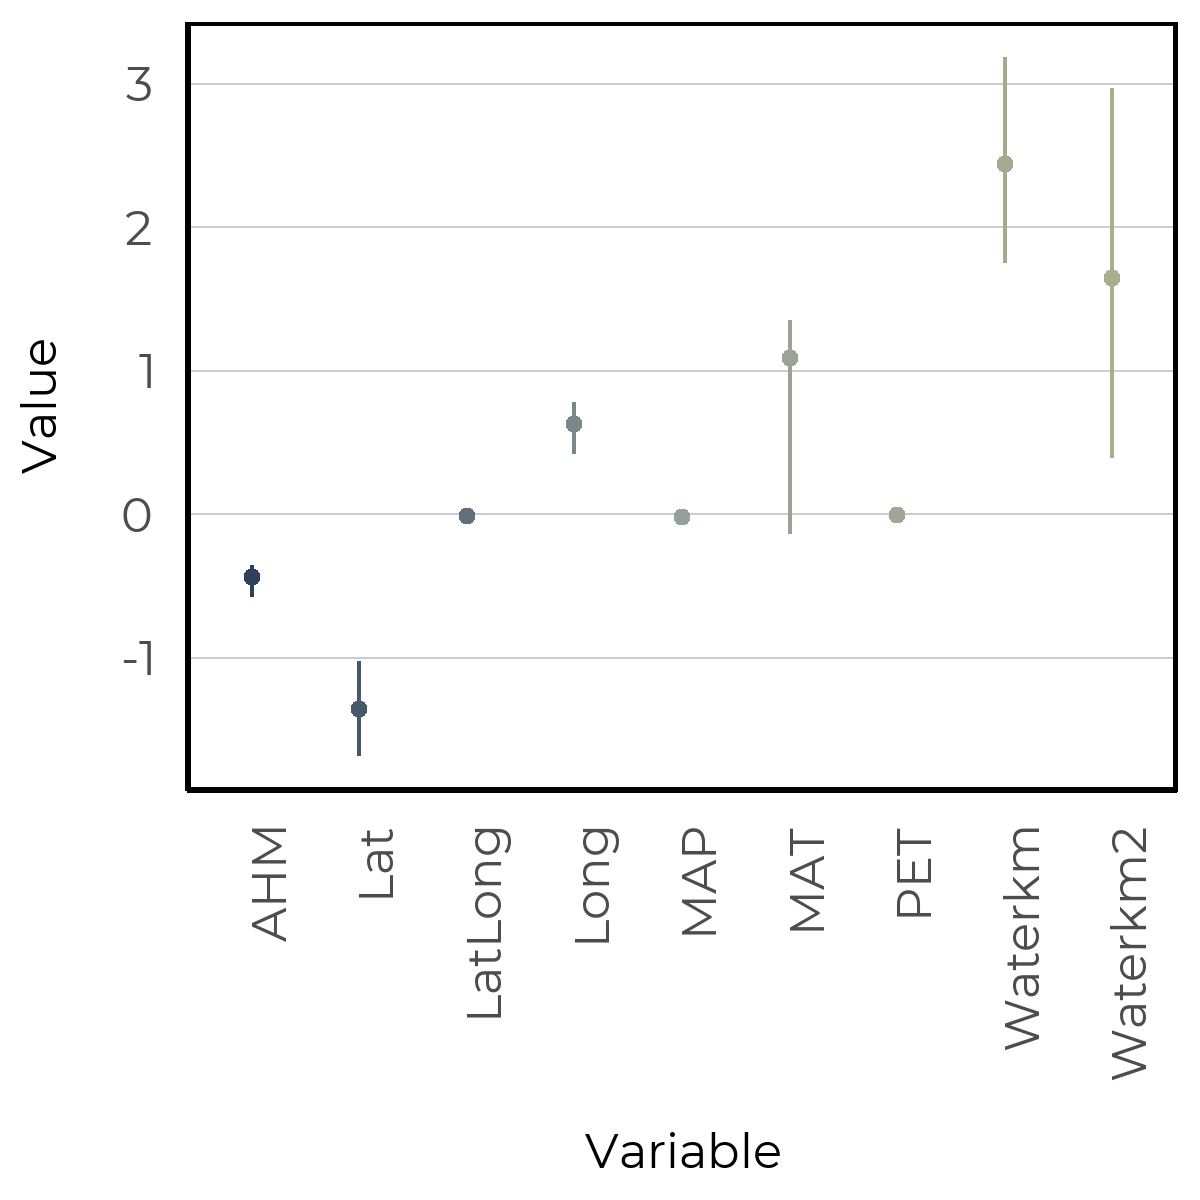 3
2
1
0
-1
Value
AHM
Lat
LatLong
Long
MAP
MAT
PET
Waterkm
Waterkm2
Variable